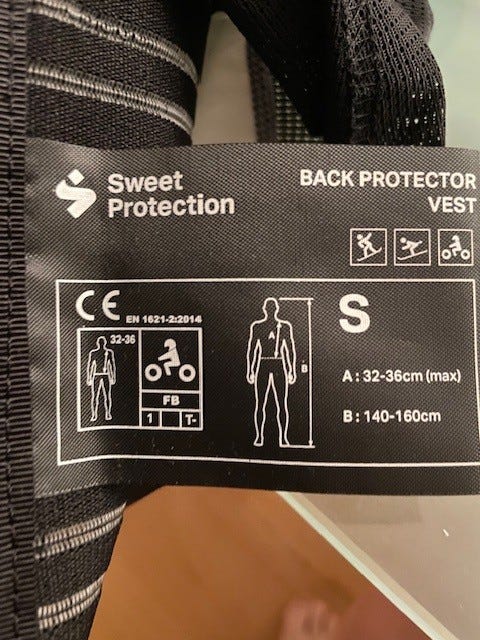 Sweet
Protection
BACK PROTECTOR
VEST
CE EN 1621-2:2014
32-36
FB
1 T-
A
B
S
A : 32-36cm (max)
B : 140-160cm